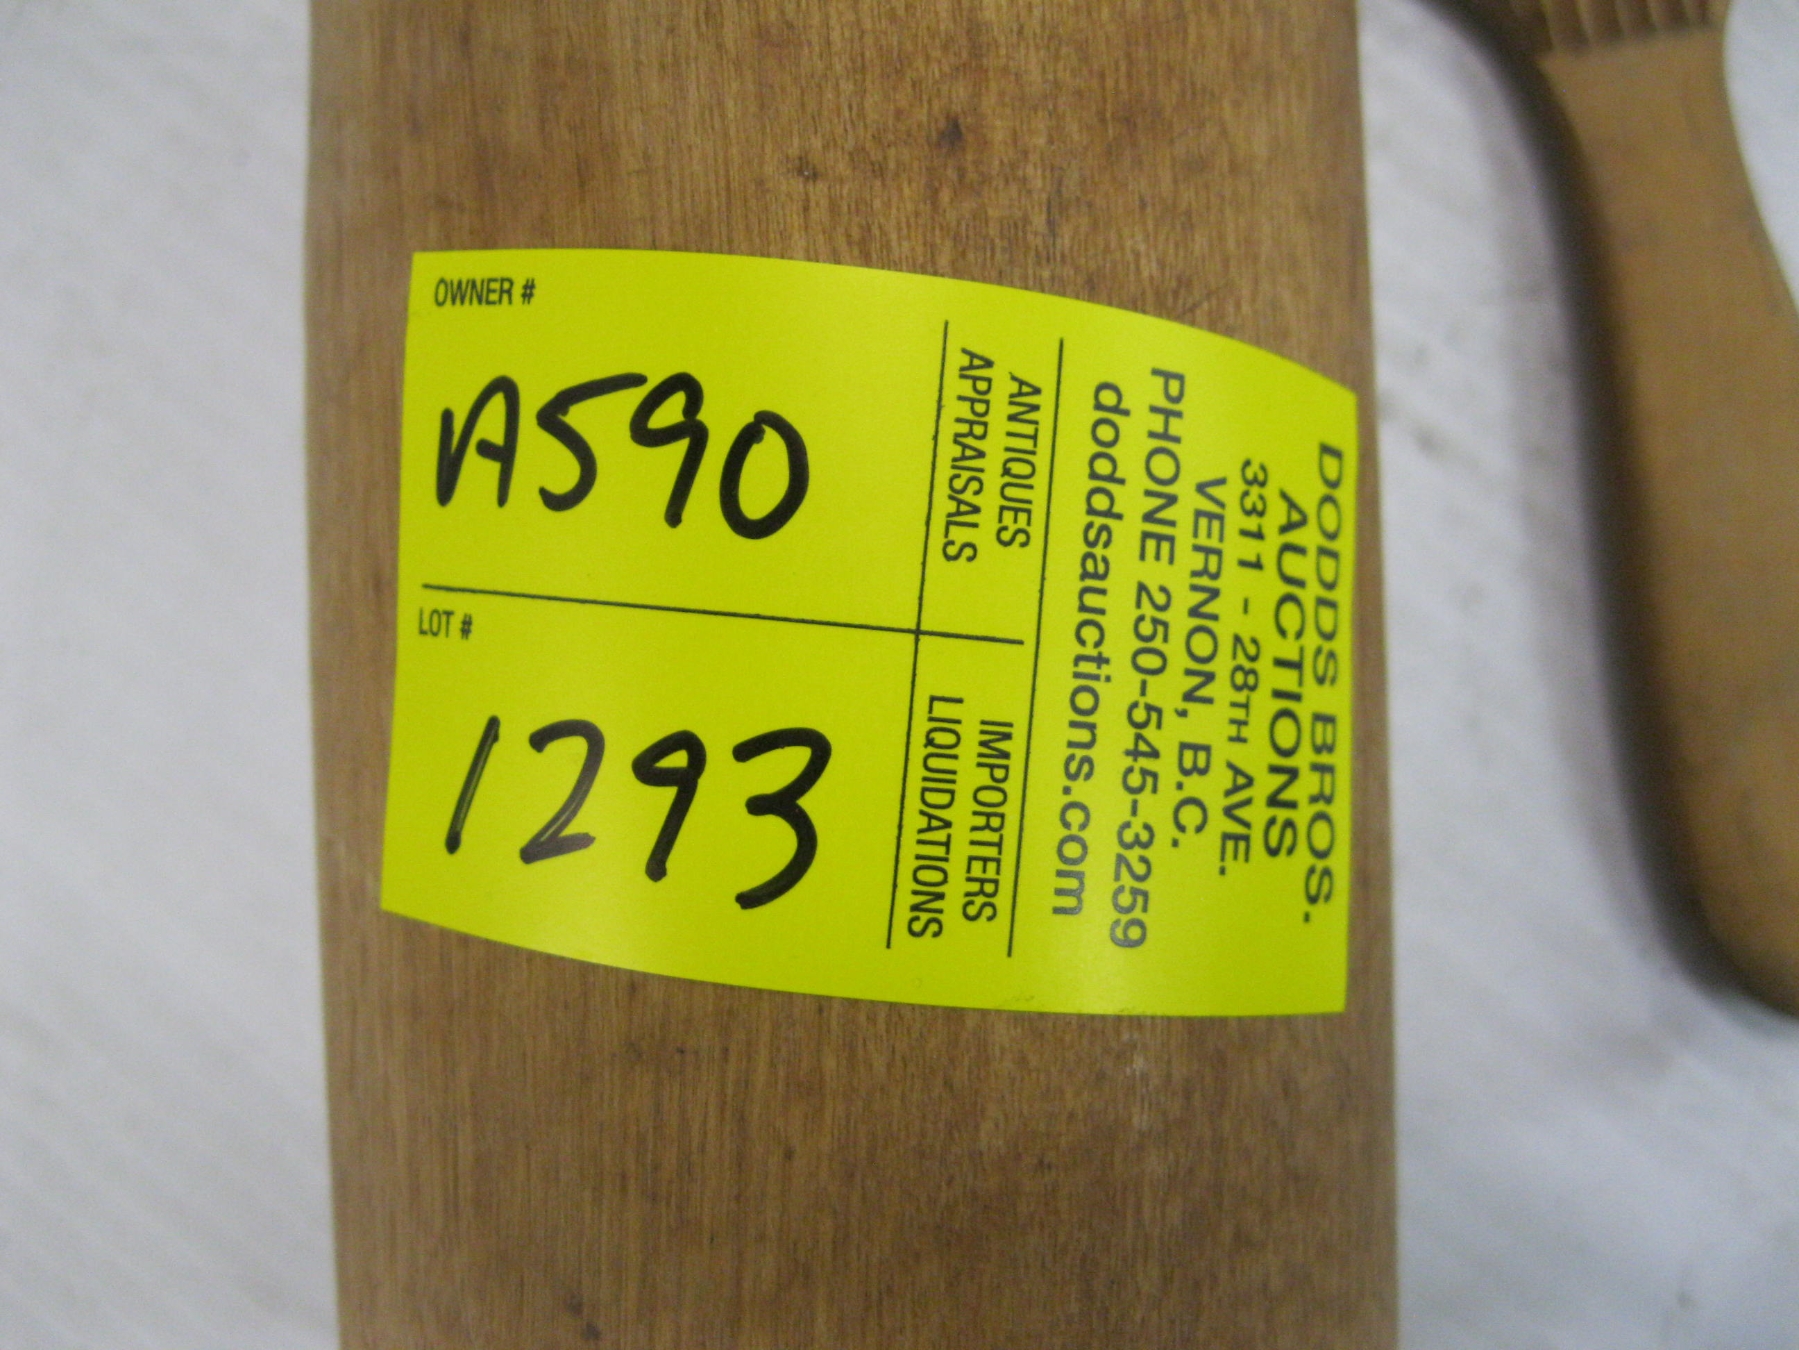 OWNER #
A590
LOT #
1293
ANTIQUES
APPRAISALS
IMPORTERS
LIQUIDATIONS
DODDS BROS.
AUCTIONS
3311 - 28TH AVE.
VERNON, B.C.
PHONE 250-545-3259
doddsauctions.com